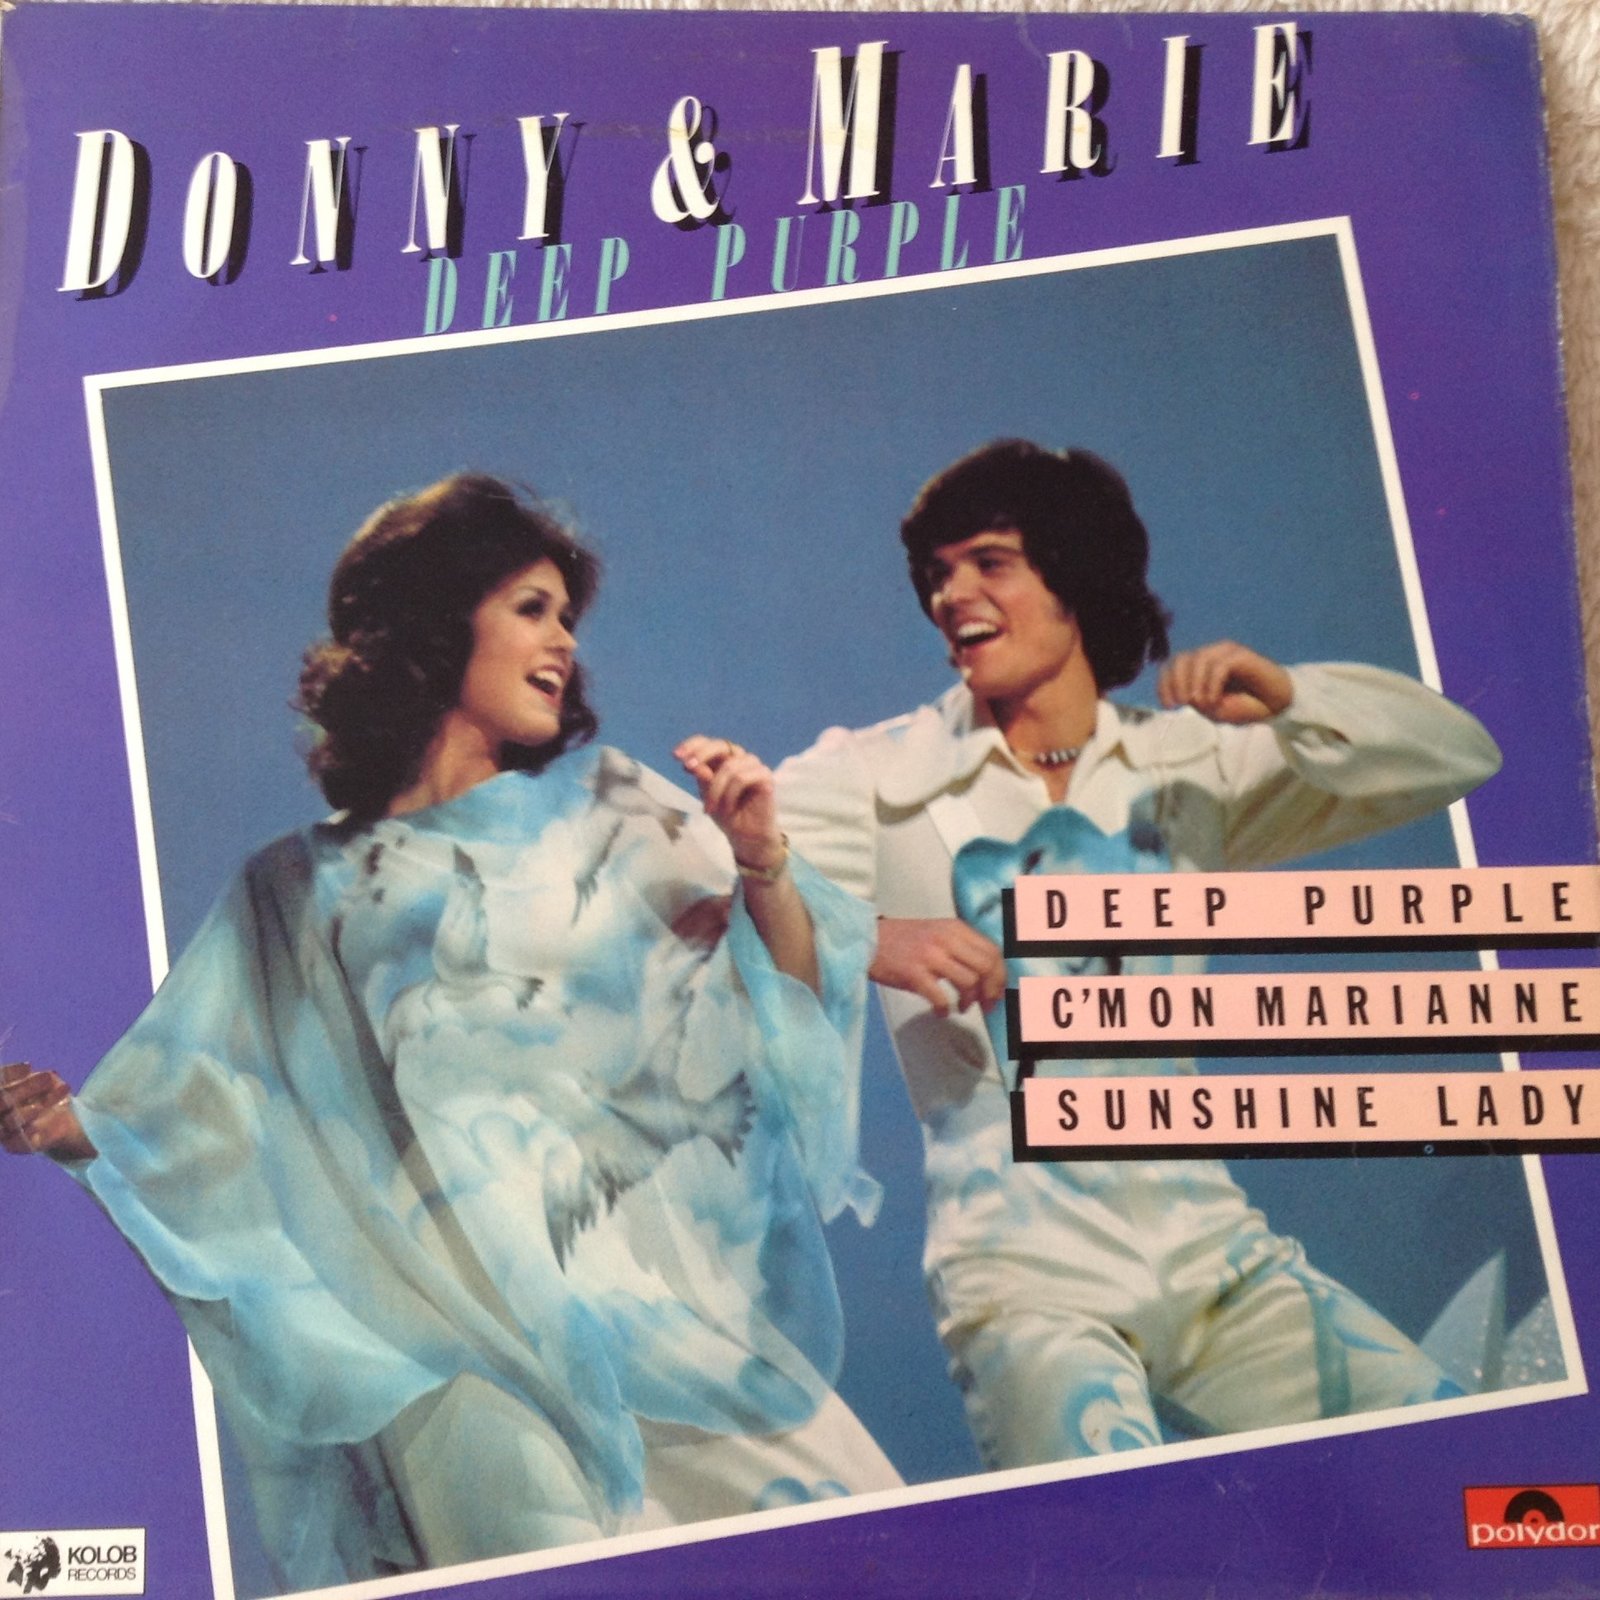 DONNY & MARIE
DEEP PURPLE
DEEP PURPLE
C'MON MARIANNE
SUNSHINE LADY
KOLOB
RECORDS
polydor